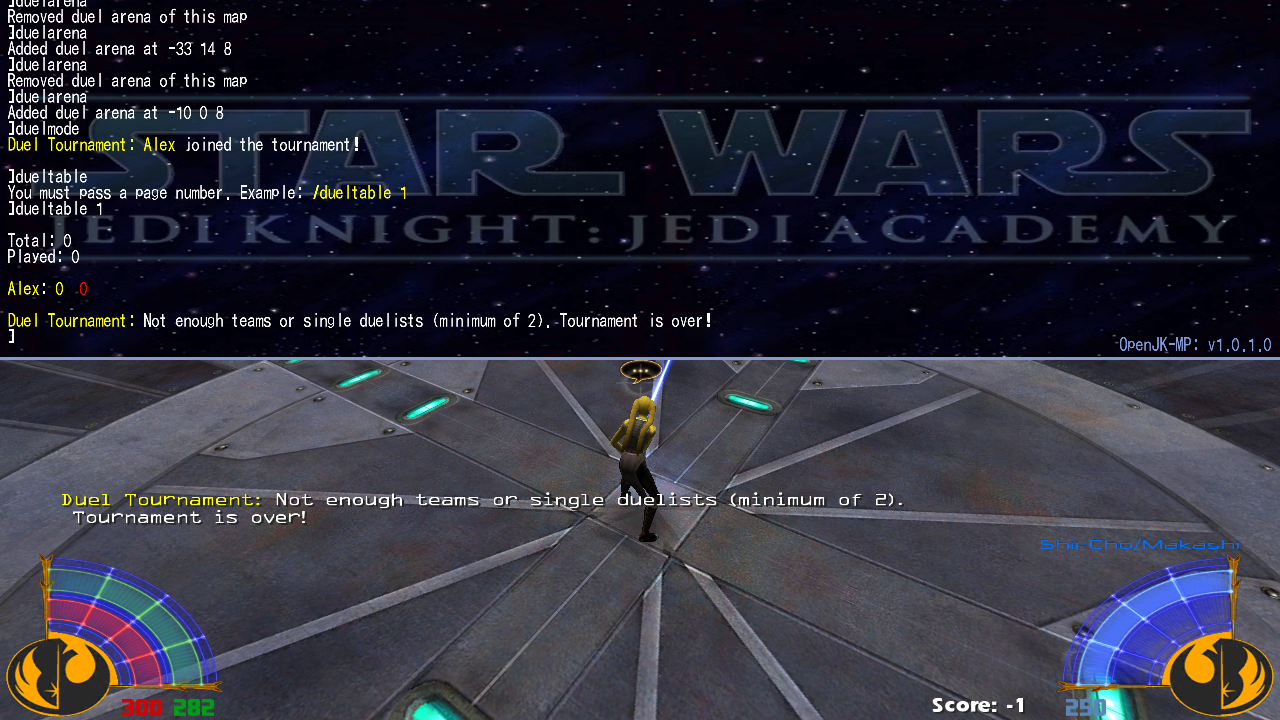 ]duelarena
Removed duel arena of this map
]duelarena
Added duel arena at -33 14 8
]duelarena
Removed duel arena of this map
]duelarena
Added duel arena at -10 0 8
]duelmode
Duel Tournament: Alex joined the tournament!
]dueltable
You must pass a page number. Example: /dueltable 1
]dueltable 1
Total: 0
Played: 0
Alex: 0 0
Duel Tournament: Not enough teams or single duelists (minimum of 2). Tournament is over!
]
STAR WARS
JEDI KNIGHT: JEDI ACADEMY
OpenJK-MP: v1.0.1.0
Duel Tournament: Not enough teams or single duelists (minimum of 2).
Tournament is over!
Shii-Cho/Makashi
300 282
Score: -1